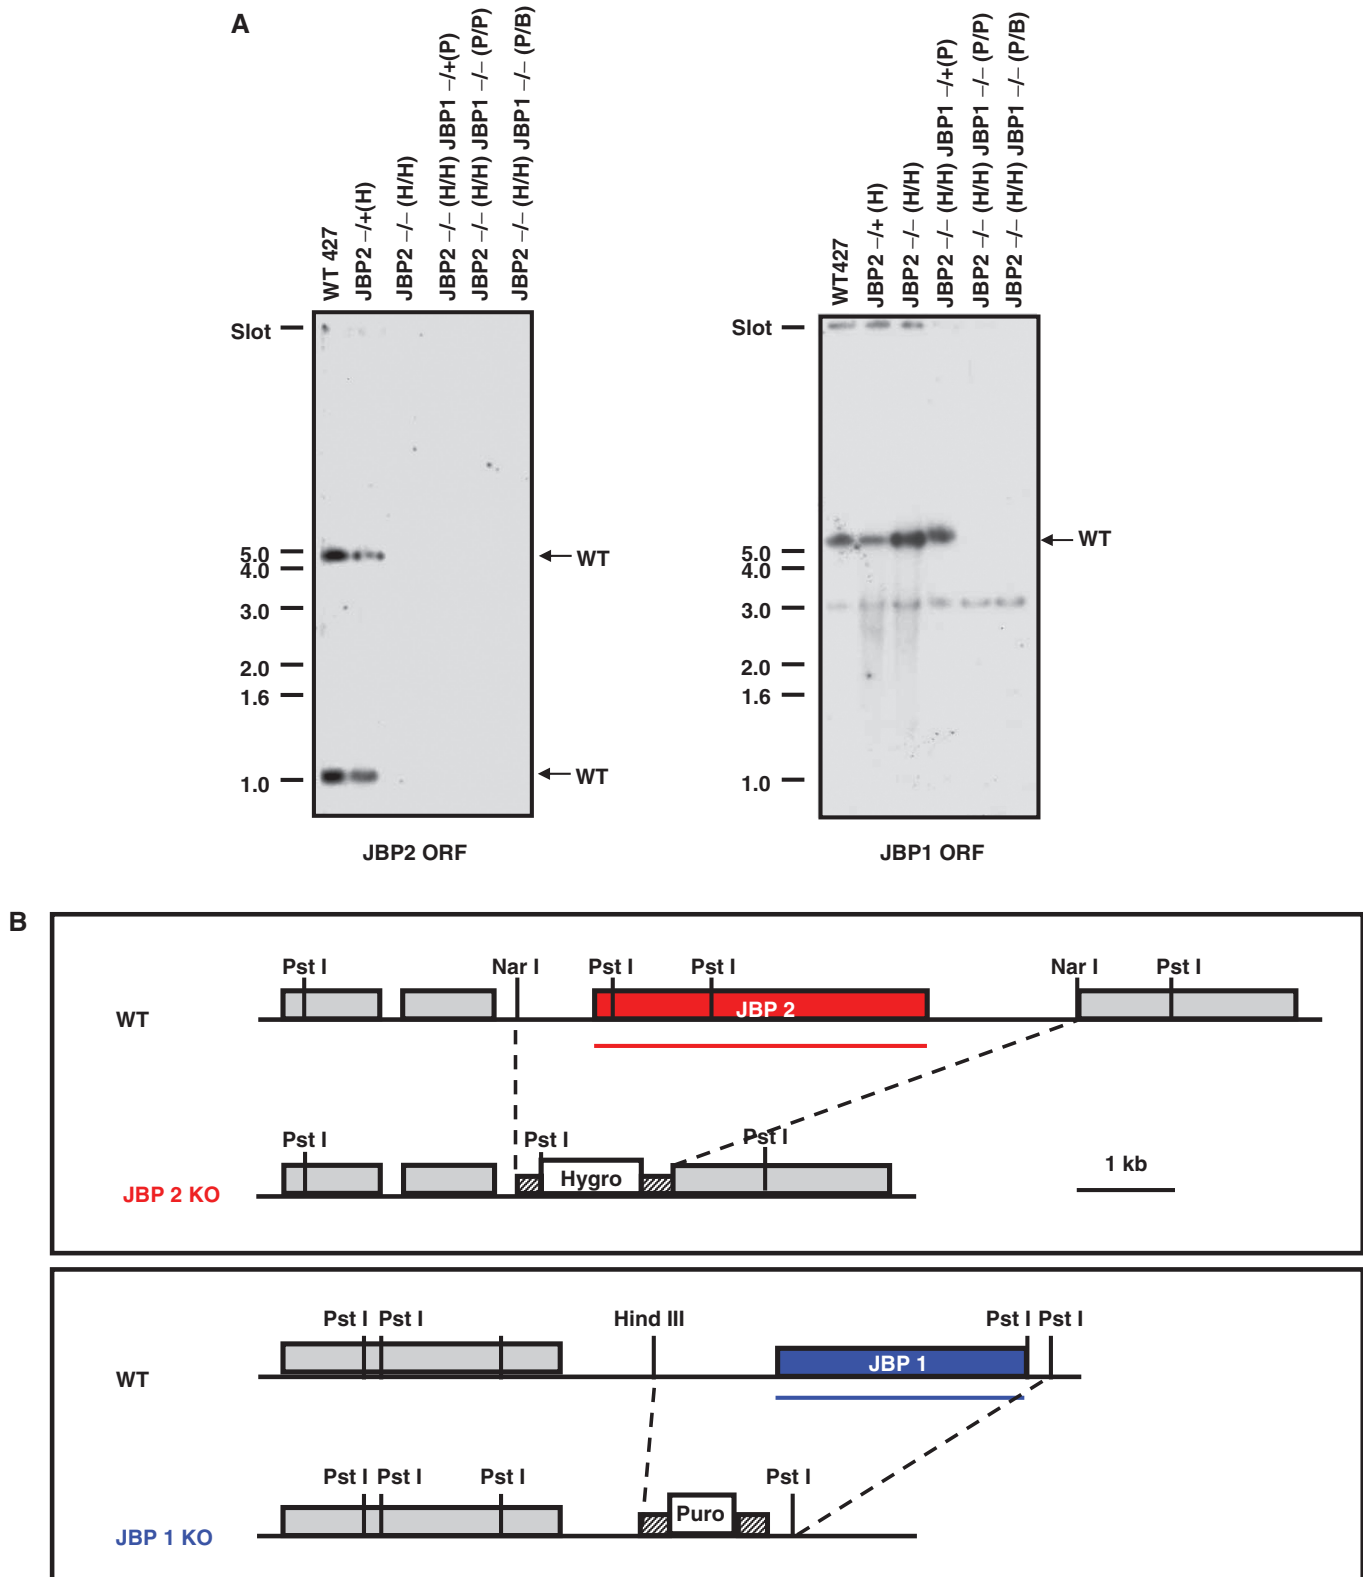 A
WT 427
JBP2 –/+(H)
JBP2 –/– (H/H)
JBP2 –/– (H/H) JBP1 –/+(P)
JBP2 –/– (H/H) JBP1 –/– (P/P)
JBP2 –/– (H/H) JBP1 –/– (P/B)
Slot
5.0
4.0
3.0
2.0
1.6
1.0
WT
WT
JBP2 ORF
WT427
JBP2 –/+ (H)
JBP2 –/– (H/H)
JBP2 –/– (H/H) JBP1 –/+(P)
JBP2 –/– (H/H) JBP1 –/– (P/P)
JBP2 –/– (H/H) JBP1 –/– (P/B)
Slot
5.0
4.0
3.0
2.0
1.6
1.0
WT
JBP1 ORF
B
Pst I Nar I Pst I Pst I Nar I Pst I
WT
JBP 2
Pst I Pst I Pst I
JBP 2 KO
Hygro
1 kb
Pst I Pst I Hind III Pst I Pst I
WT
JBP 1
Pst I Pst I Pst I Pst I
JBP 1 KO
Puro